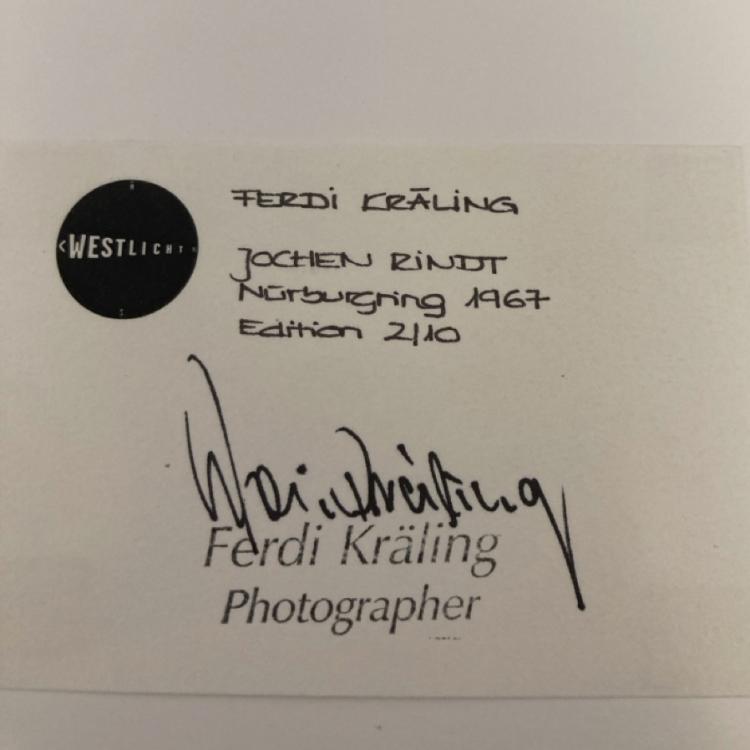 <WESTLICHT>
FERDi KRÄLiNG
JOCHEN RiNDT
Nürburgring 1967
Edition 2/10
Ferdi Kräling
Photographer